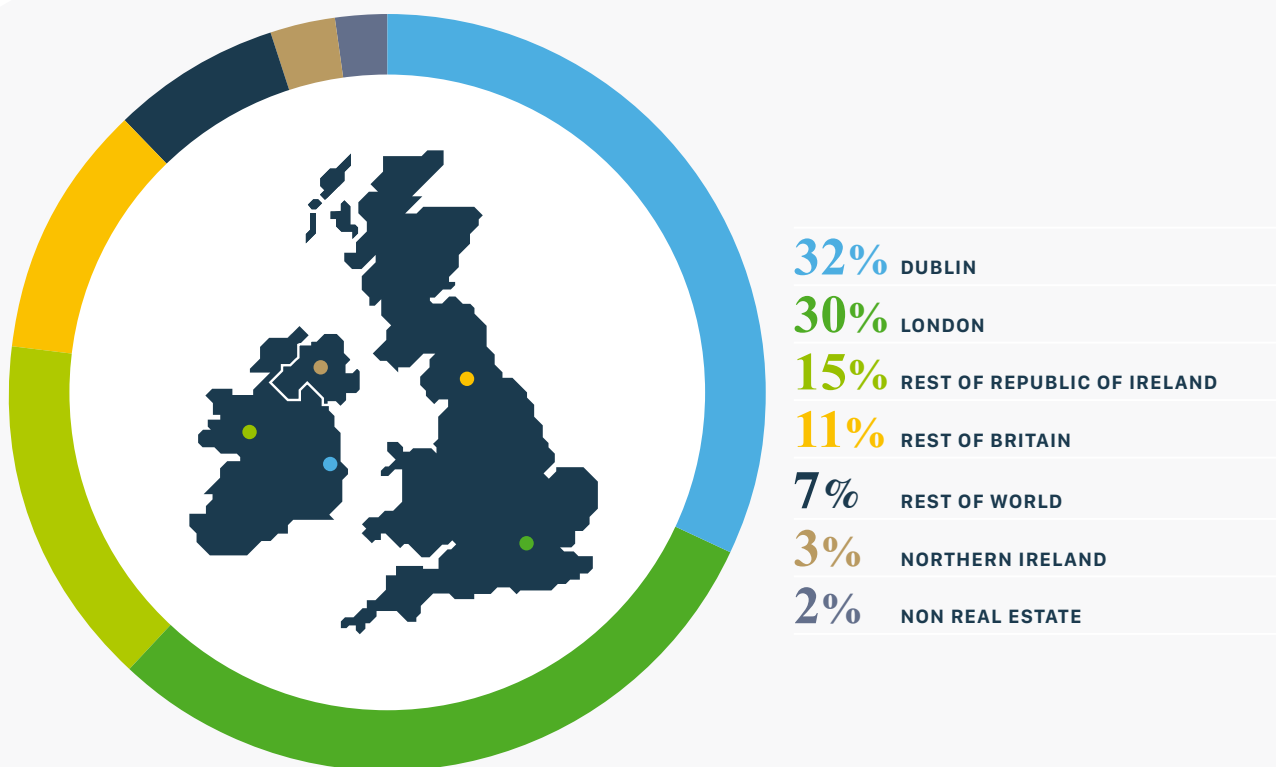 32% DUBLIN
30% LONDON
15% REST OF REPUBLIC OF IRELAND
11% REST OF BRITAIN
7% REST OF WORLD
3% NORTHERN IRELAND
2% NON REAL ESTATE